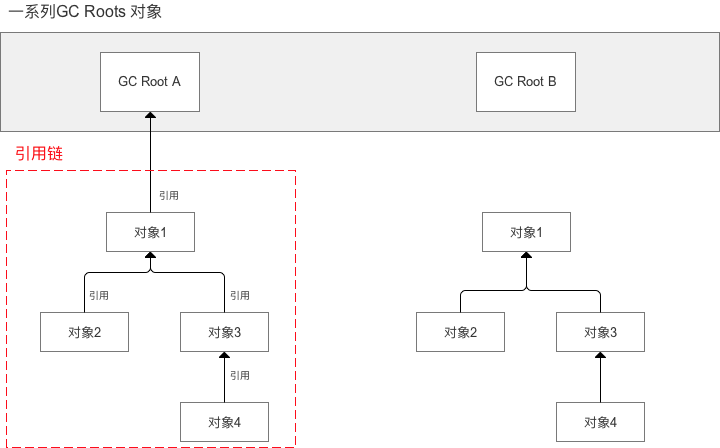 一系列GC Roots 对象
GC Root A
GC Root B
引用链
引用
对象1
对象1
引用
引用
对象2
对象3
对象2
对象3
引用
对象4
对象4